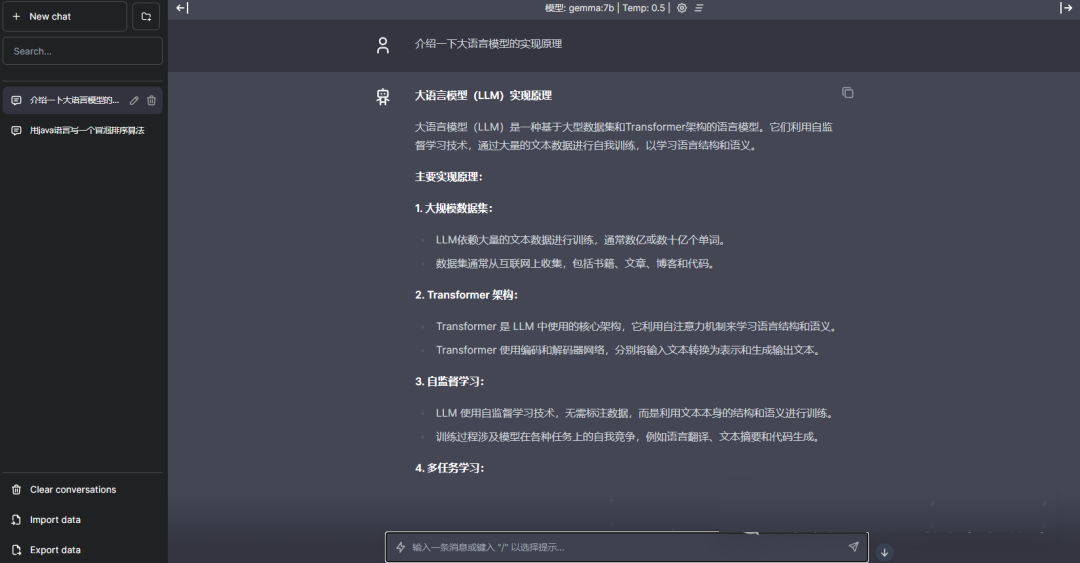 New chat
Search...
介绍一下大语言模型的...
用java语言写一个冒泡排序算法
Clear conversations
Import data
Export data
模型: gemma:7b | Temp: 0.5 |
介绍一下大语言模型的实现原理
大语言模型（LLM）实现原理
大语言模型（LLM）是一种基于大型数据集和Transformer架构的语言模型。它们利用自监
督学习技术，通过大量的文本数据进行自我训练，以学习语言结构和语义。
主要实现原理：
1. 大规模数据集：
LLM依赖大量的文本数据进行训练，通常数亿或数十亿个单词。
数据集通常从互联网上收集，包括书籍、文章、博客和代码。
2. Transformer 架构：
Transformer 是 LLM 中使用的核心架构，它利用自注意力机制来学习语言结构和语义。
Transformer 使用编码和解码器网络，分别将输入文本转换为表示和生成输出文本。
3. 自监督学习：
LLM 使用自监督学习技术，无需标注数据，而是利用文本本身的结构和语义进行训练。
训练过程涉及模型在各种任务上的自我竞争，例如语言翻译、文本摘要和代码生成。
4. 多任务学习：
输入一条消息或键入 "/" 以选择提示...